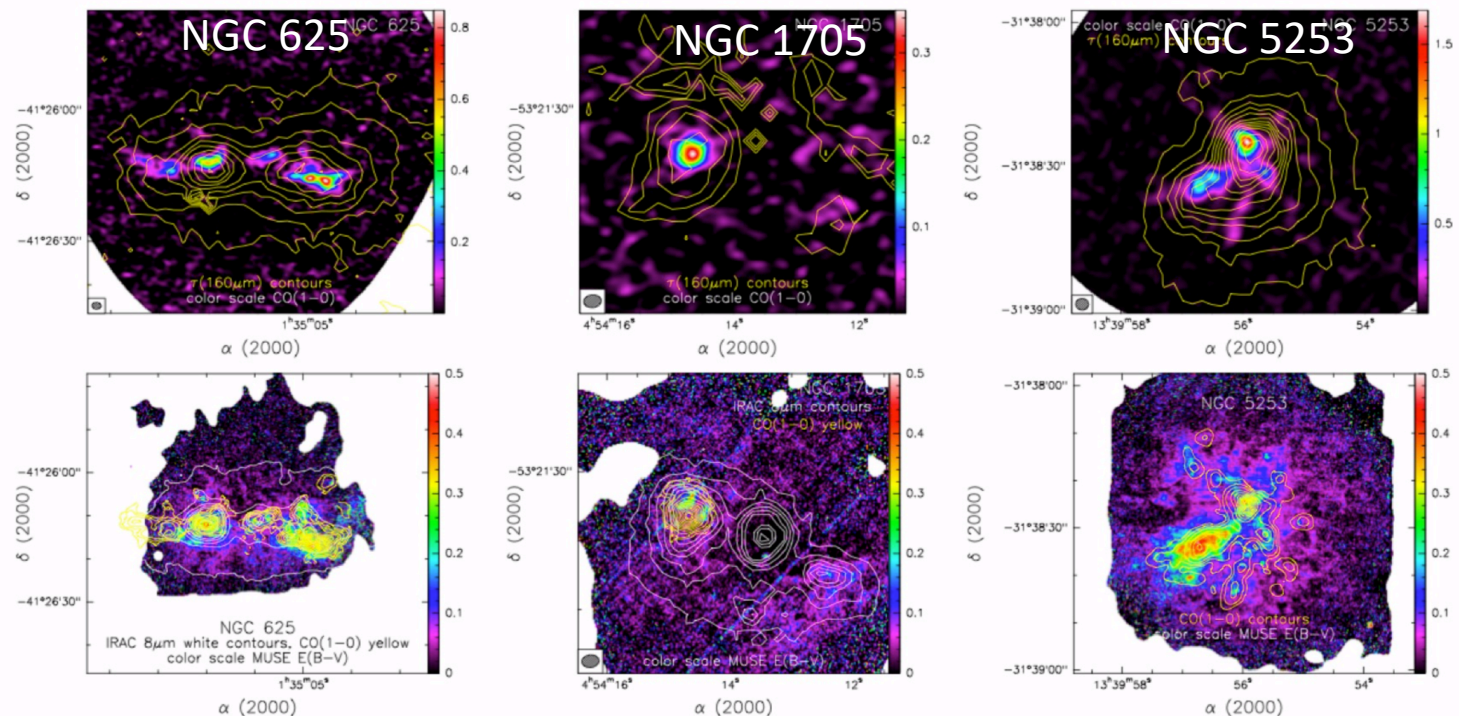 NGC 625
NGC 625
0.8
0.6
0.4
0.2
−41°26'00"
−41°26'30"
δ (2000)
τ(160μm) contours
color scale CO(1−0)
1ʰ35ᵐ05ˢ
α (2000)
NGC 1705
NGC 1705
0.3
0.2
0.1
−53°21'30"
δ (2000)
τ(160μm) contours
color scale CO(1−0)
4ʰ54ᵐ16ˢ
14ˢ
12ˢ
α (2000)
color scale CO(1−0)
NGC 5253
τ(160μm) contours
NGC 5253
1.5
1
0.5
−31°38'00"
−31°38'30"
−31°39'00"
δ (2000)
13ʰ39ᵐ58ˢ
56ˢ
54ˢ
α (2000)
0.5
0.4
0.3
0.2
0.1
0
−41°26'00"
−41°26'30"
δ (2000)
NGC 625
IRAC 8μm white contours, CO(1−0) yellow
color scale MUSE E(B−V)
1ʰ35ᵐ05ˢ
α (2000)
NGC 1705
IRAC 8μm contours
CO(1−0) yellow
0.5
0.4
0.3
0.2
0.1
0
−53°21'30"
δ (2000)
color scale MUSE E(B−V)
4ʰ54ᵐ16ˢ
14ˢ
12ˢ
α (2000)
NGC 5253
0.5
0.4
0.3
0.2
0.1
0
−31°38'00"
−31°38'30"
−31°39'00"
δ (2000)
CO(1−0) contours
color scale MUSE E(B−V)
13ʰ39ᵐ58ˢ
56ˢ
54ˢ
α (2000)